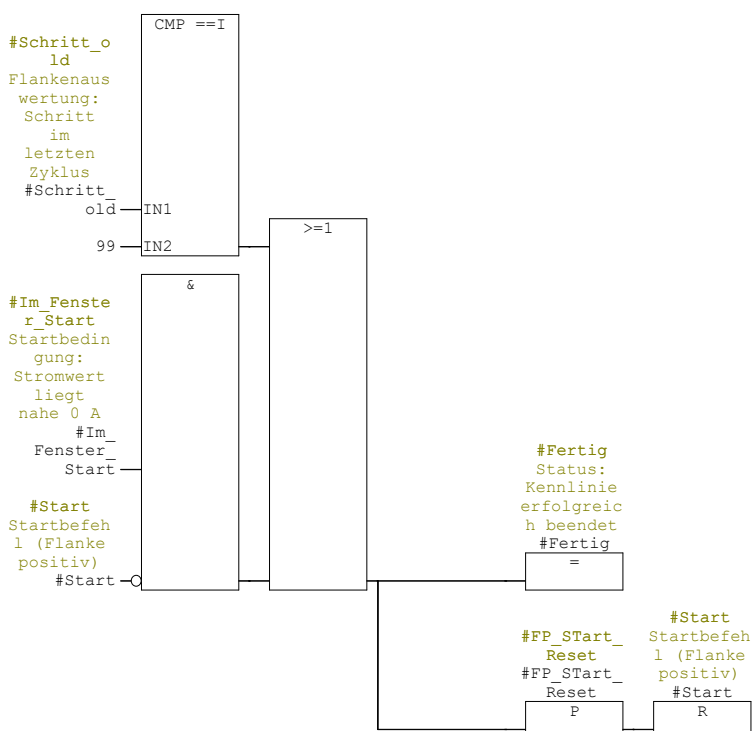 CMP ==I
#Schritt_o
ld
Flankenaus
wertung:
Schritt
im
letzten
Zyklus
#Schritt_
old
IN1
99
IN2
>=1
&
#Im_Fenste
r_Start
Startbedin
gung:
Stromwert
liegt
nahe 0 A
#Im_
Fenster_
Start
#Start
Startbefeh
l (Flanke
positiv)
#Start
#Fertig
Status:
Kennlinie
erfolgreic
h beendet
#Fertig
=
#FP_STart_
Reset
#FP_STart_
Reset
P
#Start
Startbefeh
l (Flanke
positiv)
#Start
R